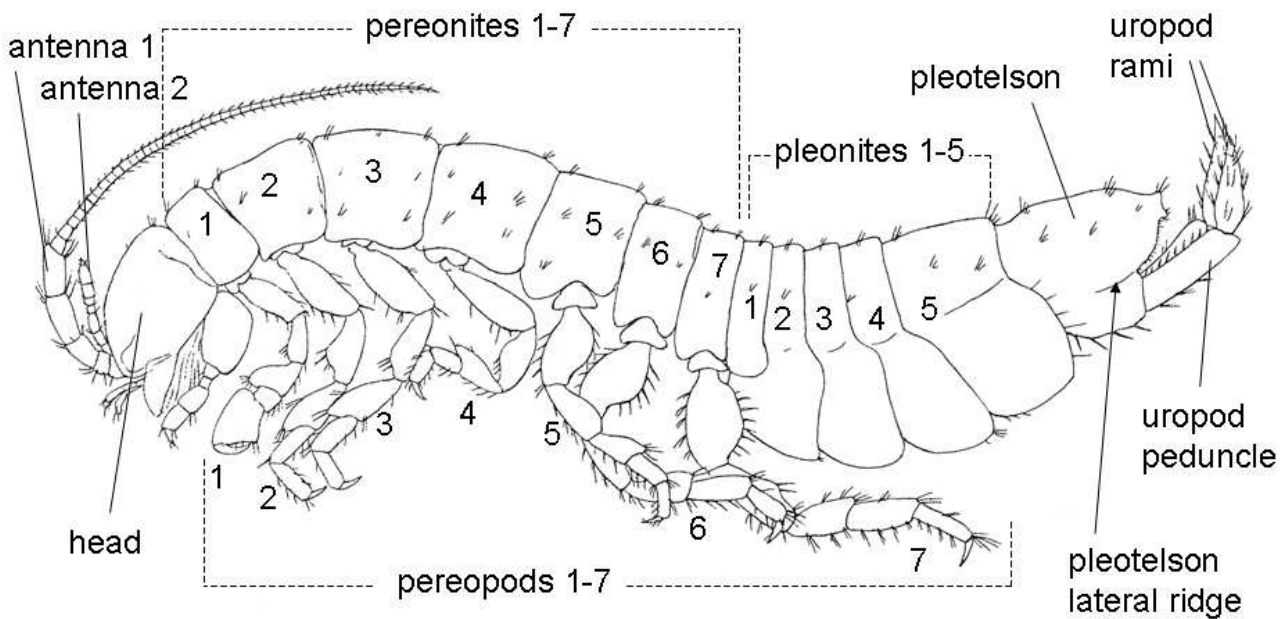 pereonites 1-7
antenna 1
antenna 2
uropod
rami
pleotelson
pleonites 1-5
1
2
3
4
5
6
7
1
2
3
4
5
1
2
3
4
5
6
7
head
pereopods 1-7
uropod
peduncle
pleotelson
lateral ridge